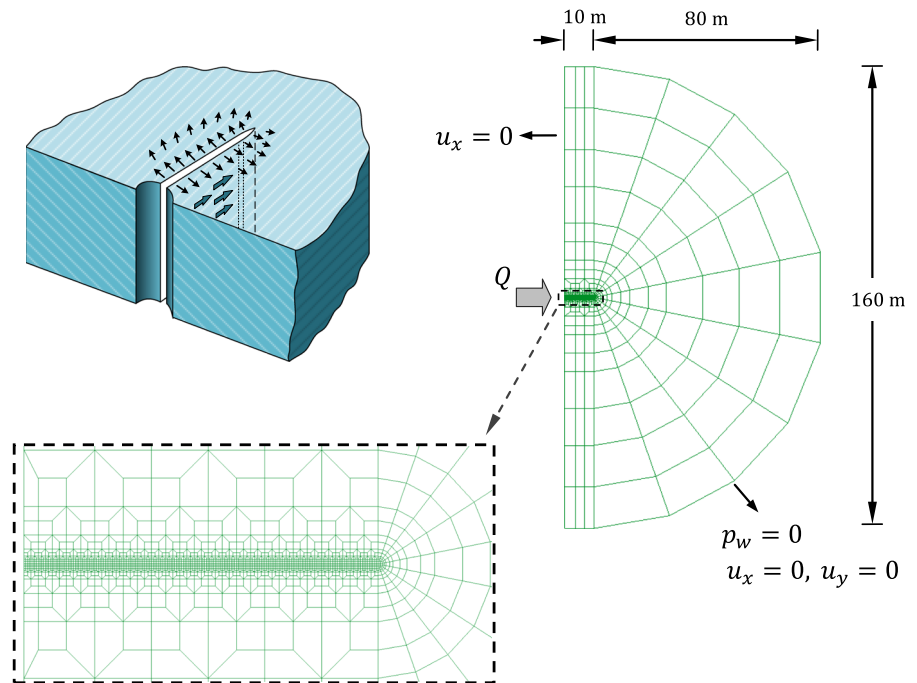 10 m
80 m
u_x = 0
Q
160 m
p_w = 0
u_x = 0, u_y = 0